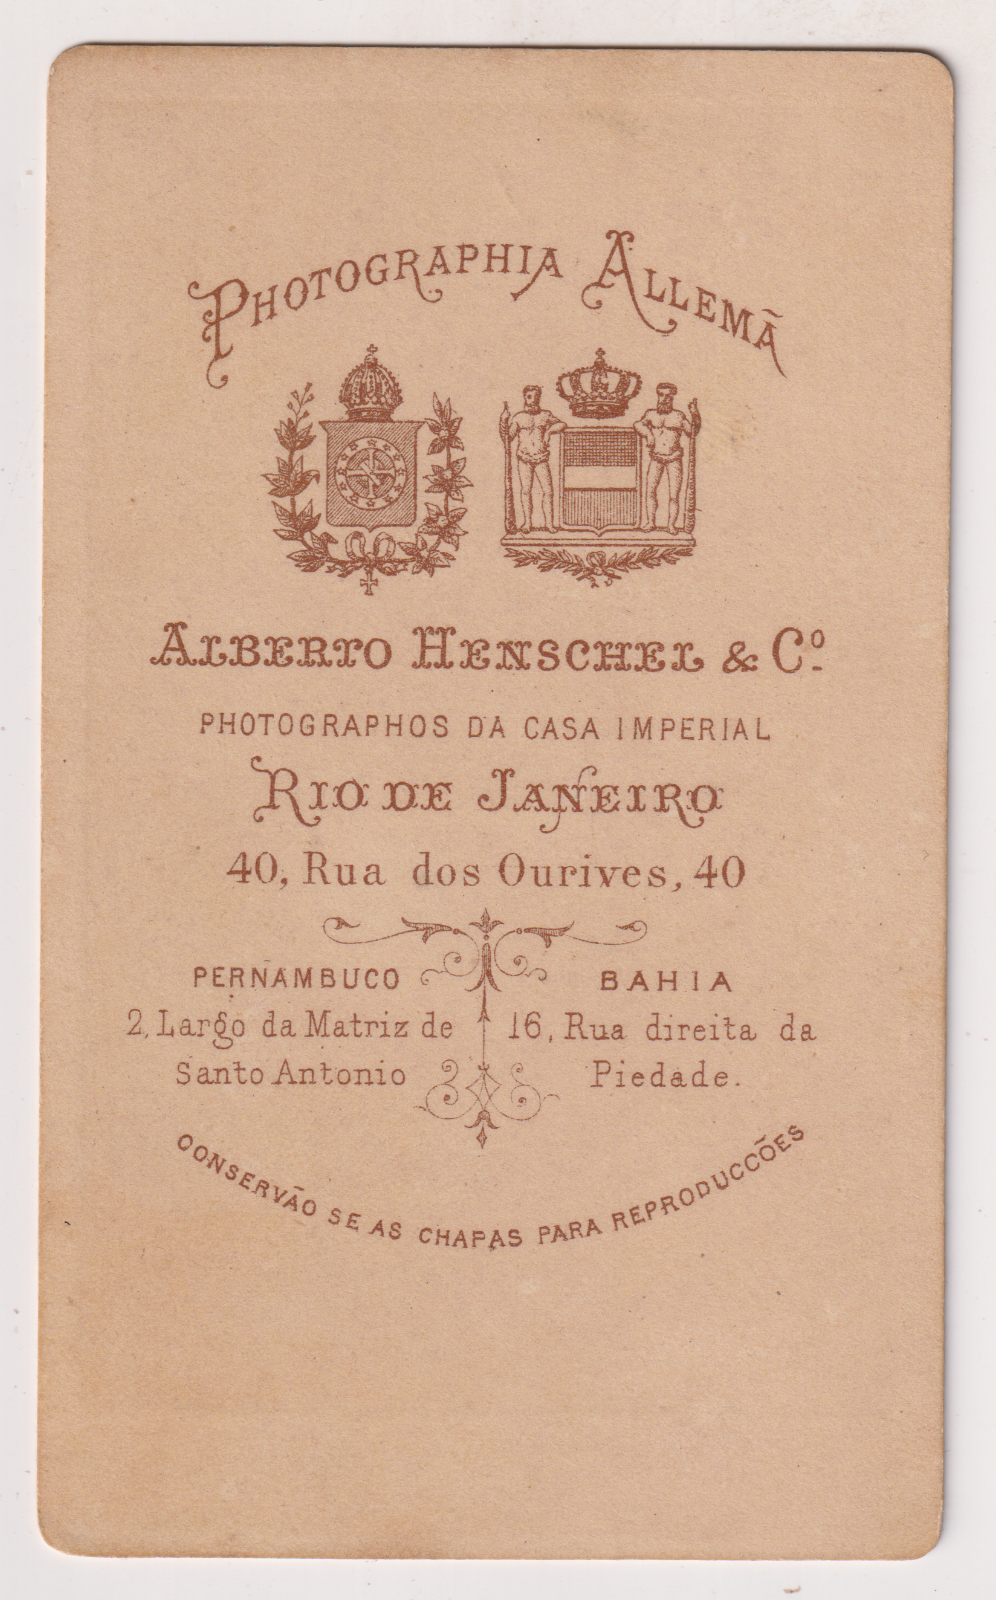 PHOTOGRAPHIA ALLEMÃ
ALBERTO HENSCHEL & Cº
PHOTOGRAPHOS DA CASA IMPERIAL
RIO DE JANEIRO
40, Rua dos Ourives, 40
PERNAMBUCO
2, Largo da Matriz de
Santo Antonio
BAHIA
16, Rua direita da
Piedade.
CONSERVÃO SE AS CHAPAS PARA REPRODUCCÕES